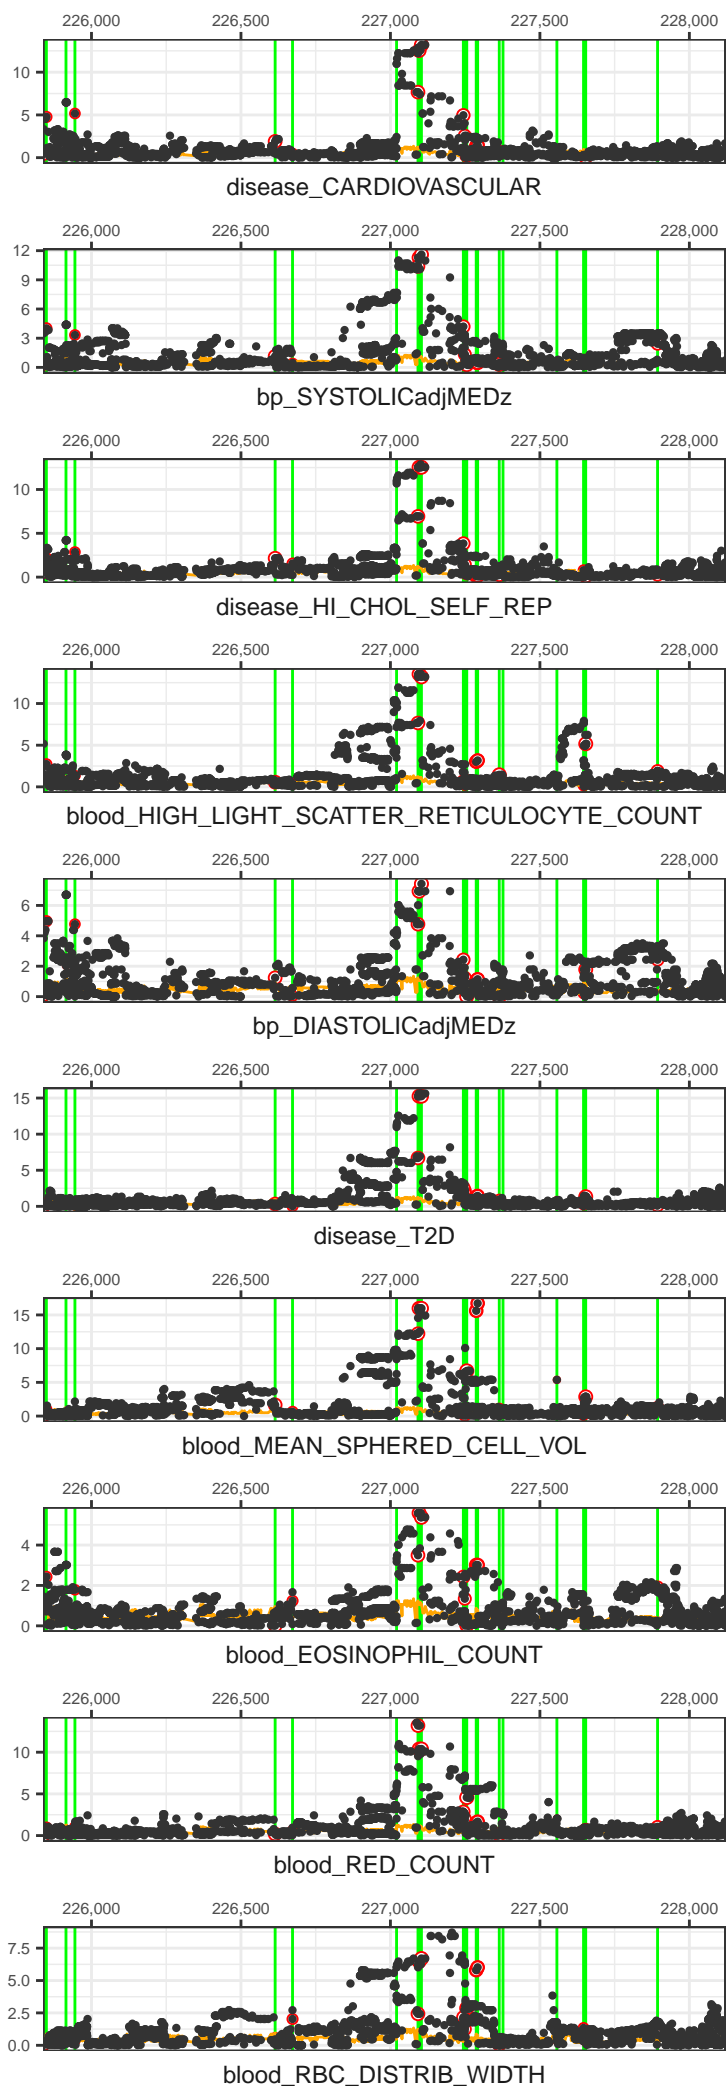 226,000 226,500 227,000 227,500 228,000
10
5
0
disease_CARDIOVASCULAR
226,000 226,500 227,000 227,500 228,000
12
9
6
3
0
bp_SYSTOLICadjMEDz
226,000 226,500 227,000 227,500 228,000
10
5
0
disease_HI_CHOL_SELF_REP
226,000 226,500 227,000 227,500 228,000
10
5
0
blood_HIGH_LIGHT_SCATTER_RETICULOCYTE_COUNT
226,000 226,500 227,000 227,500 228,000
6
4
2
0
bp_DIASTOLICadjMEDz
226,000 226,500 227,000 227,500 228,000
15
10
5
0
disease_T2D
226,000 226,500 227,000 227,500 228,000
15
10
5
0
blood_MEAN_SPHERED_CELL_VOL
226,000 226,500 227,000 227,500 228,000
4
2
0
blood_EOSINOPHIL_COUNT
226,000 226,500 227,000 227,500 228,000
10
5
0
blood_RED_COUNT
226,000 226,500 227,000 227,500 228,000
7.5
5.0
2.5
0.0
blood_RBC_DISTRIB_WIDTH